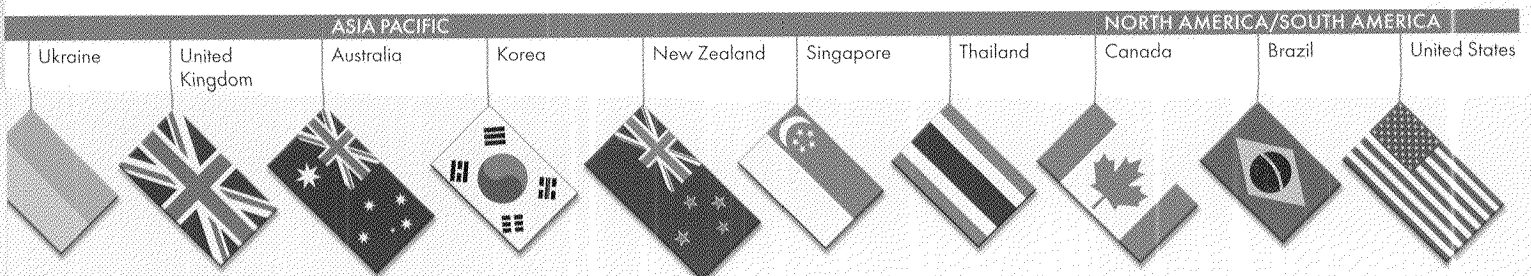 ASIA PACIFIC
NORTH AMERICA/SOUTH AMERICA
Ukraine
United
Kingdom
Australia
Korea
New Zealand
Singapore
Thailand
Canada
Brazil
United States